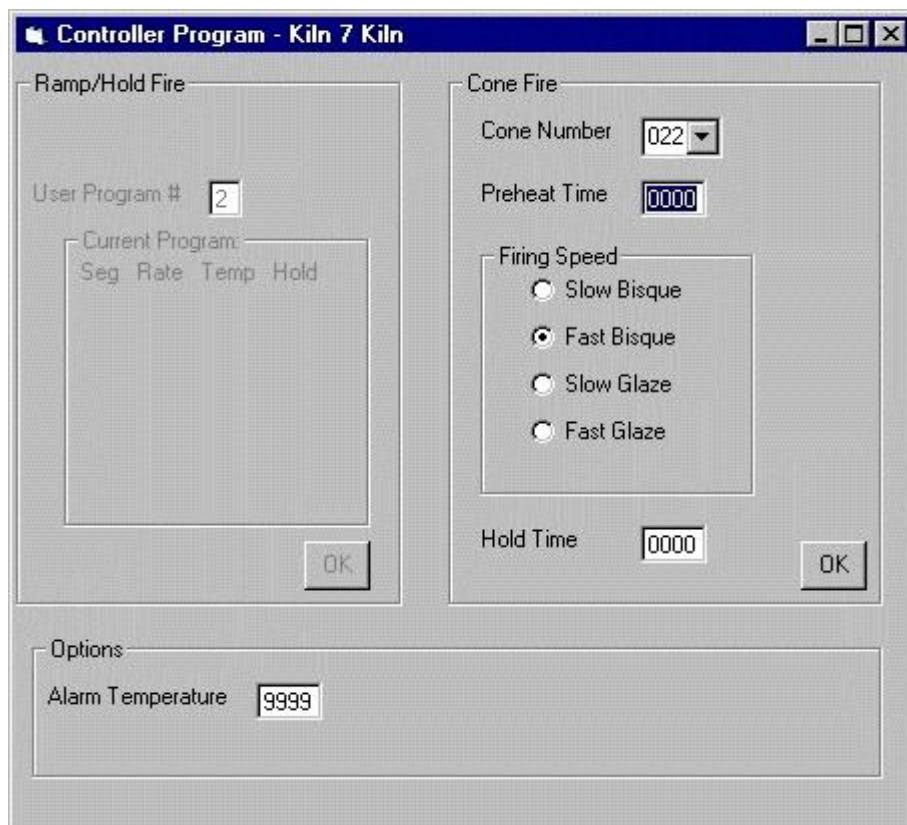 Controller Program - Kiln 7 Kiln
Ramp/Hold Fire
User Program # 2
Current Program:
Seg Rate Temp Hold
OK
Cone Fire
Cone Number 022
Preheat Time 0000
Firing Speed
Slow Bisque
Fast Bisque
Slow Glaze
Fast Glaze
Hold Time 0000
OK
Options
Alarm Temperature 9999